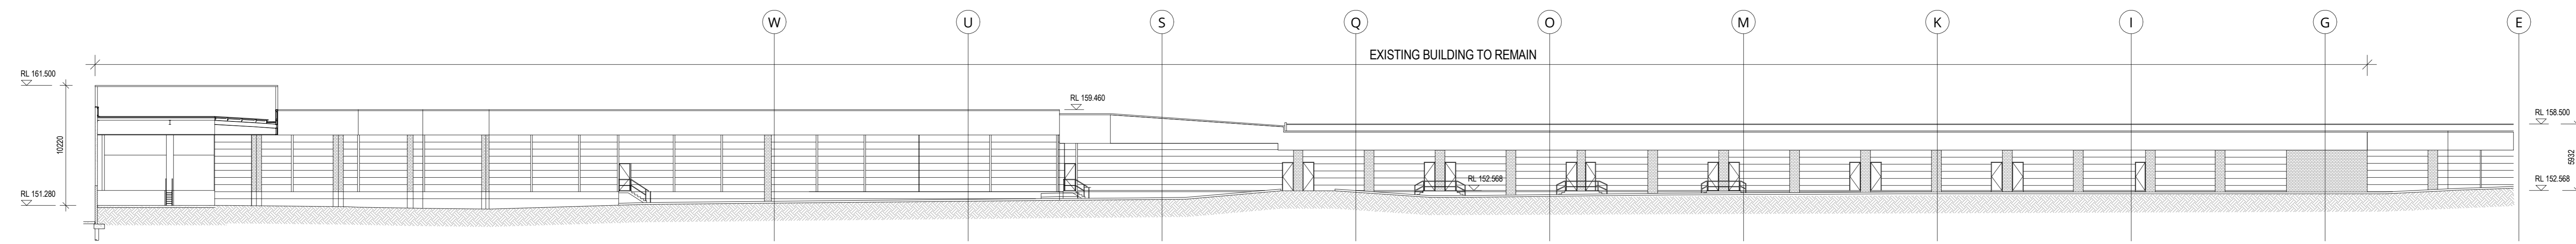 W
U
S
Q
O
M
K
I
G
E
EXISTING BUILDING TO REMAIN
RL 161.500
RL 159.460
RL 158.500
10220
5932
RL 152.568
RL 152.568
RL 151.280